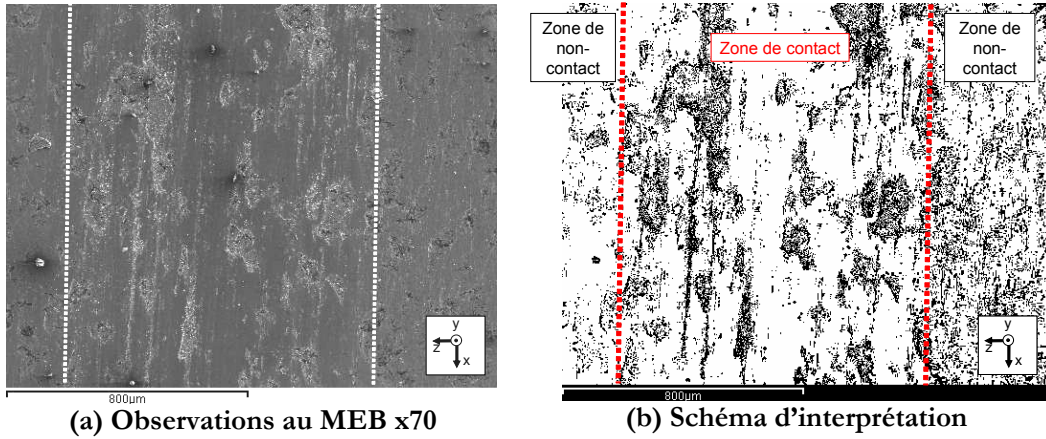 Zone de
non-
contact
Zone de contact
Zone de
non-
contact
y
z
x
y
z
x
800µm
800µm
(a) Observations au MEB x70
(b) Schéma d'interprétation